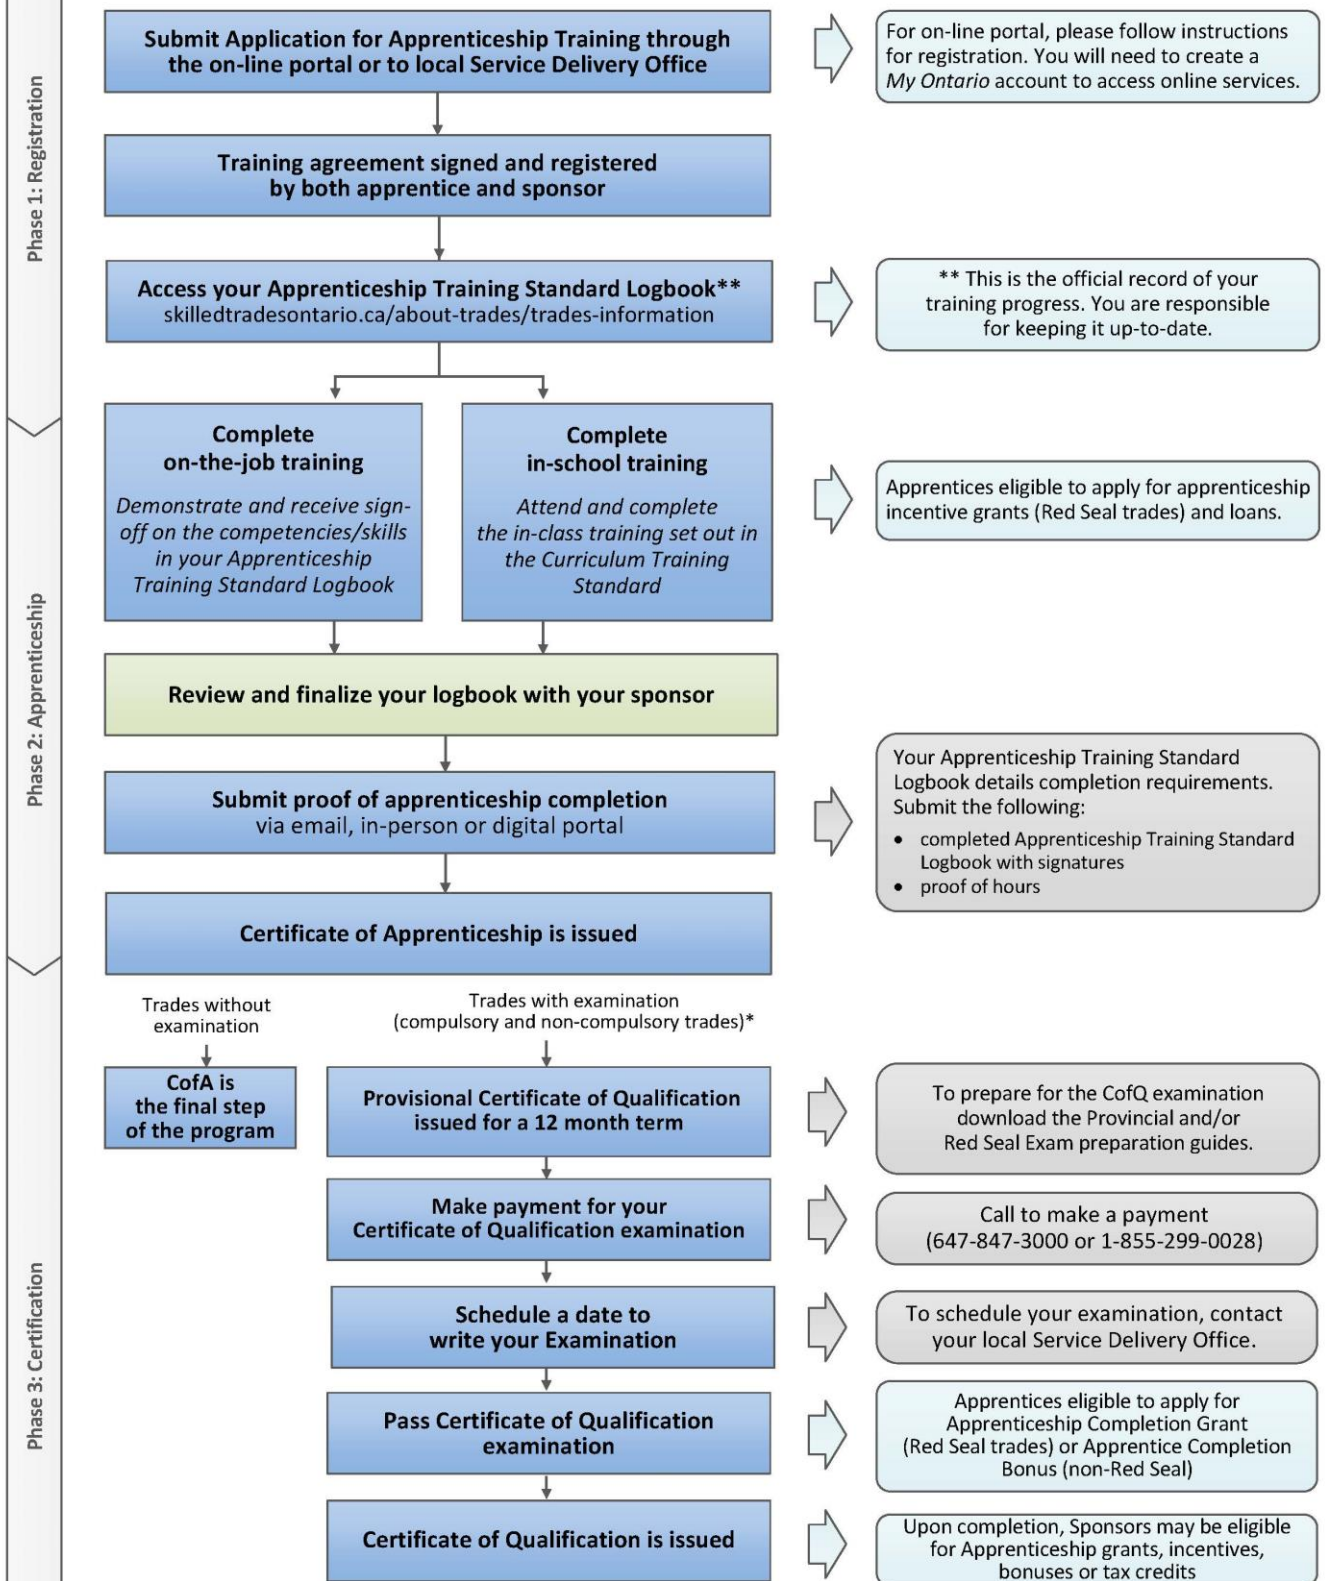 Phase 1: Registration
Submit Application for Apprenticeship Training through
the on-line portal or to local Service Delivery Office
For on-line portal, please follow instructions
for registration. You will need to create a
My Ontario account to access online services.
Training agreement signed and registered
by both apprentice and sponsor
Access your Apprenticeship Training Standard Logbook**
skilledtradesontario.ca/about-trades/trades-information
** This is the official record of your
training progress. You are responsible
for keeping it up-to-date.
Phase 2: Apprenticeship
Complete
on-the-job training
Demonstrate and receive sign-
off on the competencies/skills
in your Apprenticeship
Training Standard Logbook
Complete
in-school training
Attend and complete
the in-class training set out in
the Curriculum Training
Standard
Apprentices eligible to apply for apprenticeship
incentive grants (Red Seal trades) and loans.
Review and finalize your logbook with your sponsor
Submit proof of apprenticeship completion
via email, in-person or digital portal
Your Apprenticeship Training Standard
Logbook details completion requirements.
Submit the following:
• completed Apprenticeship Training Standard
Logbook with signatures
• proof of hours
Certificate of Apprenticeship is issued
Phase 3: Certification
Trades without
examination
Trades with examination
(compulsory and non-compulsory trades)*
CofA is
the final step
of the program
Provisional Certificate of Qualification
issued for a 12 month term
To prepare for the CofQ examination
download the Provincial and/or
Red Seal Exam preparation guides.
Make payment for your
Certificate of Qualification examination
Call to make a payment
(647-847-3000 or 1-855-299-0028)
Schedule a date to
write your Examination
To schedule your examination, contact
your local Service Delivery Office.
Pass Certificate of Qualification
examination
Apprentices eligible to apply for
Apprenticeship Completion Grant
(Red Seal trades) or Apprentice Completion
Bonus (non-Red Seal)
Certificate of Qualification is issued
Upon completion, Sponsors may be eligible
for Apprenticeship grants, incentives,
bonuses or tax credits